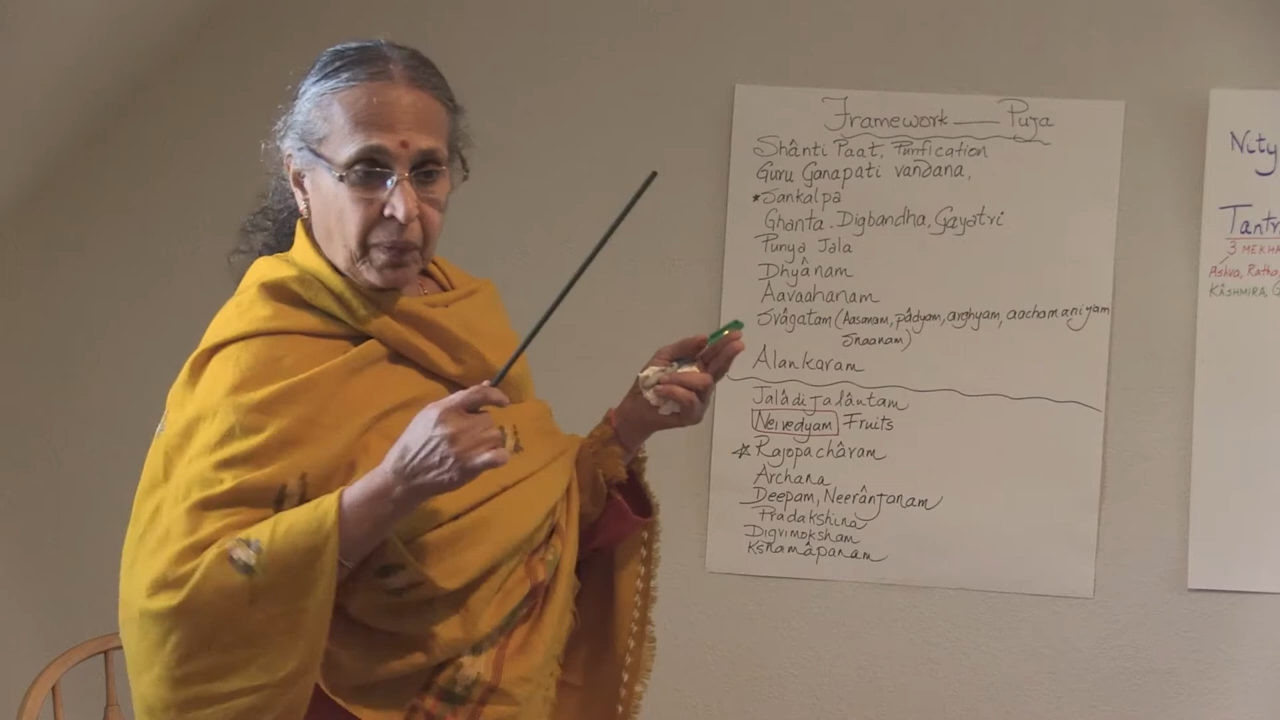 Framework — Puja
Shânti Paat, Purification
Guru Ganapati vandana,
*Sankalpa
Ghanta - Digbandha, Gayatri
Punya Jala
Dhyânam
Âavaahanam
Svâgatam (Aasanam, pâdyam, arghyam, aachamaniyam
Snaanam)
Âlankaram
Jalâdi Jalântam
Neivedyam Fruits
☆ Rajopachâram
Archana
Deepam, Neerânjanam
Pradakshina
Digvimoksham
Kshamâpanam
Nity
Tantr
3 MEKHA
Ashva, Ratha,
KÂSHMIRA, G